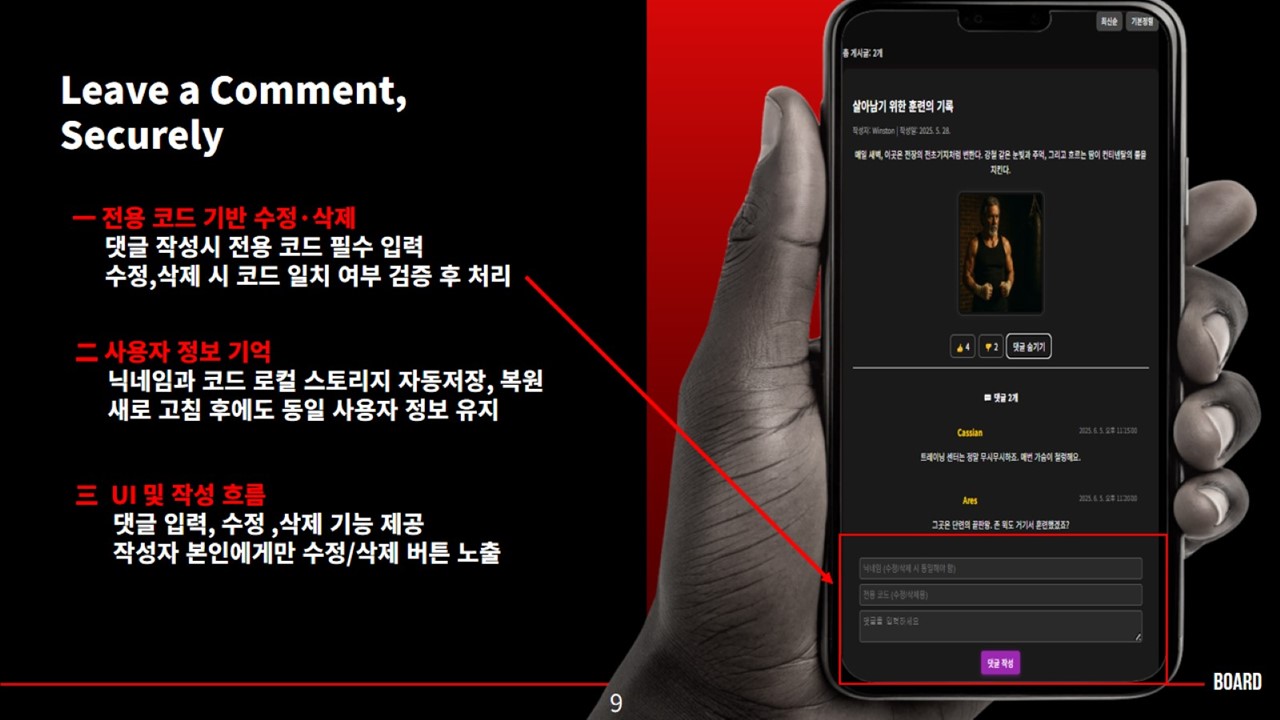 Leave a Comment,
Securely
一 전용 코드 기반 수정·삭제
댓글 작성시 전용 코드 필수 입력
수정,삭제 시 코드 일치 여부 검증 후 처리
二 사용자 정보 기억
닉네임과 코드 로컬 스토리지 자동저장, 복원
새로 고침 후에도 동일 사용자 정보 유지
三 UI 및 작성 흐름
댓글 입력, 수정 ,삭제 기능 제공
작성자 본인에게만 수정/삭제 버튼 노출
최신순 기본정렬
총 게시글: 2개
살아남기 위한 훈련의 기록
작성자: Winston | 작성일: 2025. 5. 28.
매일 새벽, 이곳은 전장의 전초기지처럼 변한다. 강철 같은 눈빛과 주먹, 그리고 흐르는 땀이 컨티넨탈의 룰을
지킨다.
👍 4 👎 2 댓글 숨기기
💬 댓글 2개
Cassian 2025. 6. 5. 오후 11:15:00
트레이닝 센터는 정말 무시무시하죠. 매번 가슴이 철렁해요.
Ares 2025. 6. 5. 오후 11:20:00
그곳은 단련의 끝판왕. 존 윅도 거기서 훈련했겠죠?
닉네임 (수정/삭제 시 동일해야 함)
전용 코드 (수정/삭제용)
댓글을 입력하세요
댓글 작성
BOARD
9